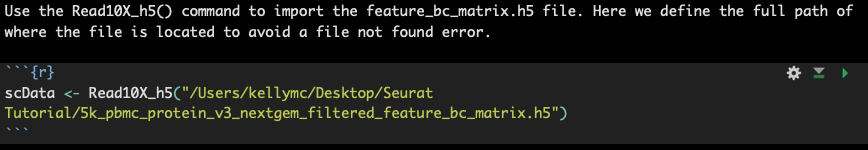 Use the Read10X_h5() command to import the feature_bc_matrix.h5 file. Here we define the full path of
where the file is located to avoid a file not found error.
```{r}
scData <- Read10X_h5("/Users/kellymc/Desktop/Seurat
Tutorial/5k_pbmc_protein_v3_nextgem_filtered_feature_bc_matrix.h5")
```